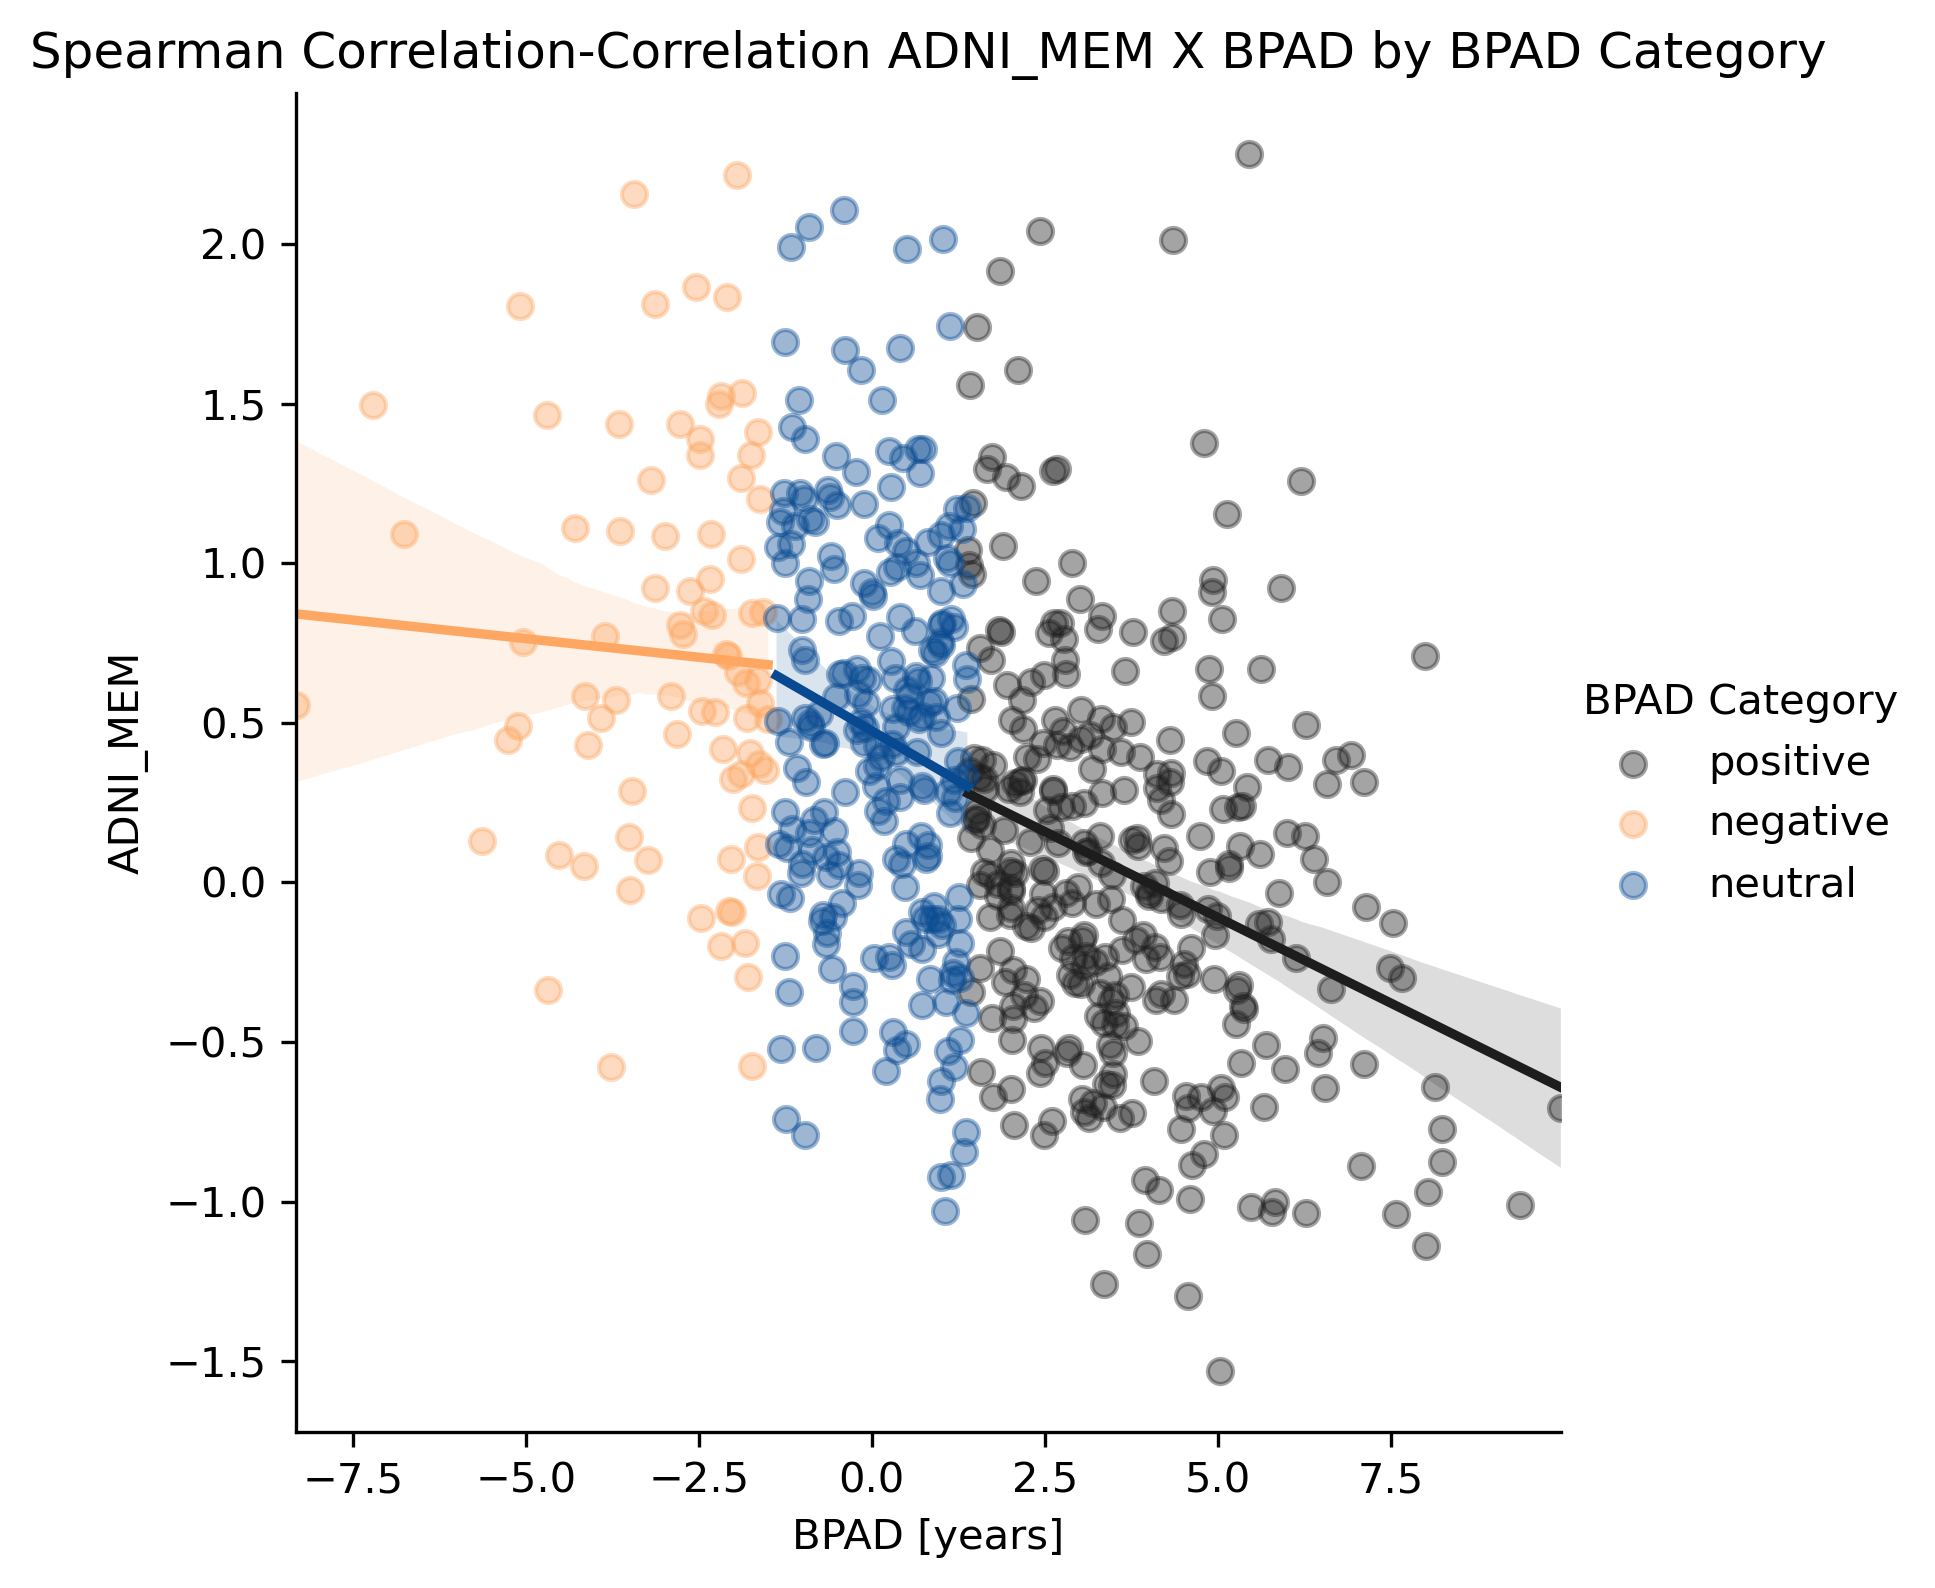 Spearman Correlation-Correlation ADNI_MEM X BPAD by BPAD Category
ADNI_MEM
2.0
1.5
1.0
0.5
0.0
−0.5
−1.0
−1.5
−7.5 −5.0 −2.5 0.0 2.5 5.0 7.5
BPAD [years]
BPAD Category
positive
negative
neutral